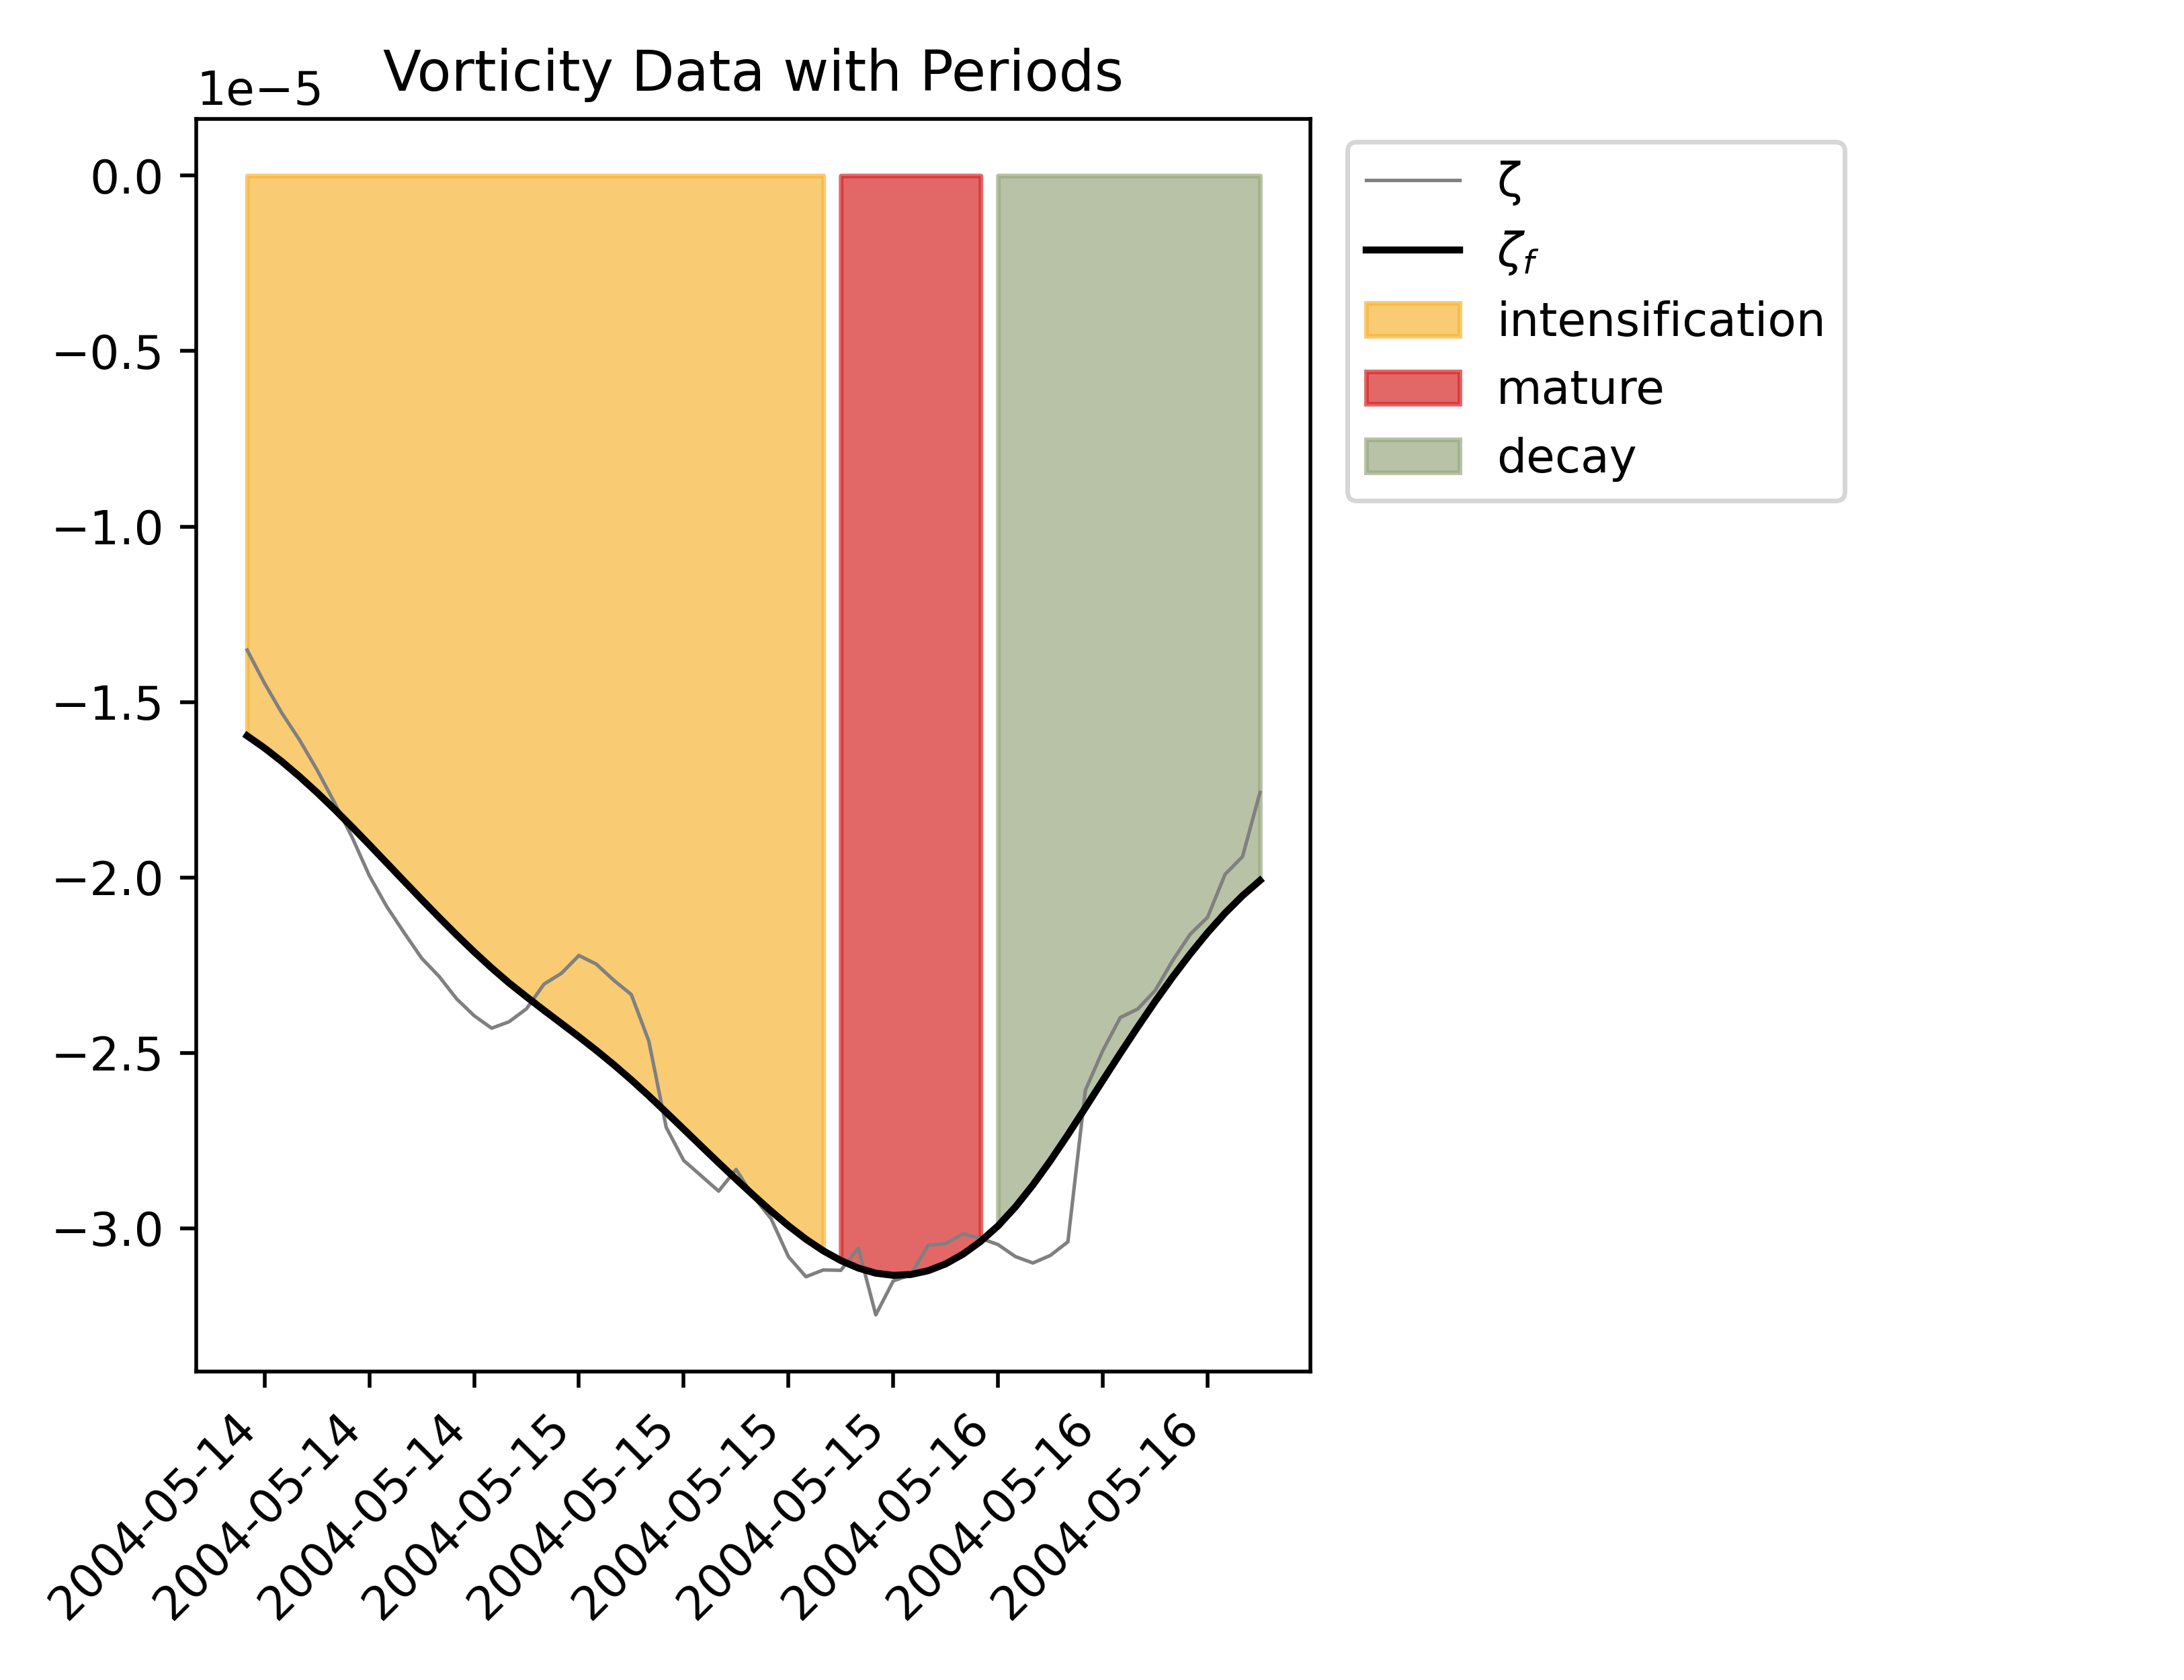 Vorticity Data with Periods
1e−5
0.0
−0.5
−1.0
−1.5
−2.0
−2.5
−3.0
2004-05-14
2004-05-14
2004-05-14
2004-05-15
2004-05-15
2004-05-15
2004-05-15
2004-05-16
2004-05-16
2004-05-16
ζ
ζf
intensification
mature
decay